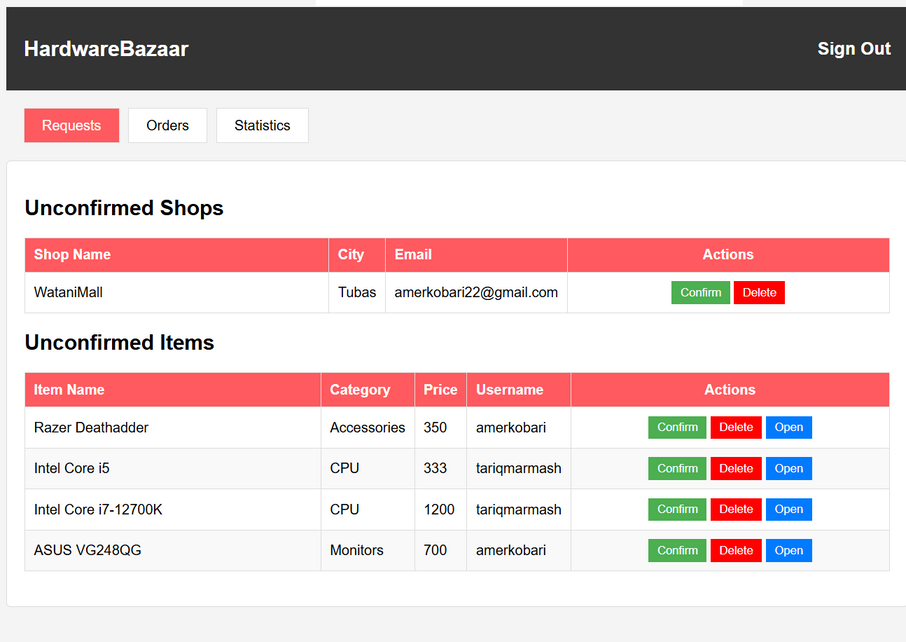 HardwareBazaar Sign Out
Requests Orders Statistics
Unconfirmed Shops
Shop Name City Email Actions
WataniMall Tubas amerkobari22@gmail.com Confirm Delete
Unconfirmed Items
Item Name Category Price Username Actions
Razer Deathadder Accessories 350 amerkobari Confirm Delete Open
Intel Core i5 CPU 333 tariqmarmash Confirm Delete Open
Intel Core i7-12700K CPU 1200 tariqmarmash Confirm Delete Open
ASUS VG248QG Monitors 700 amerkobari Confirm Delete Open